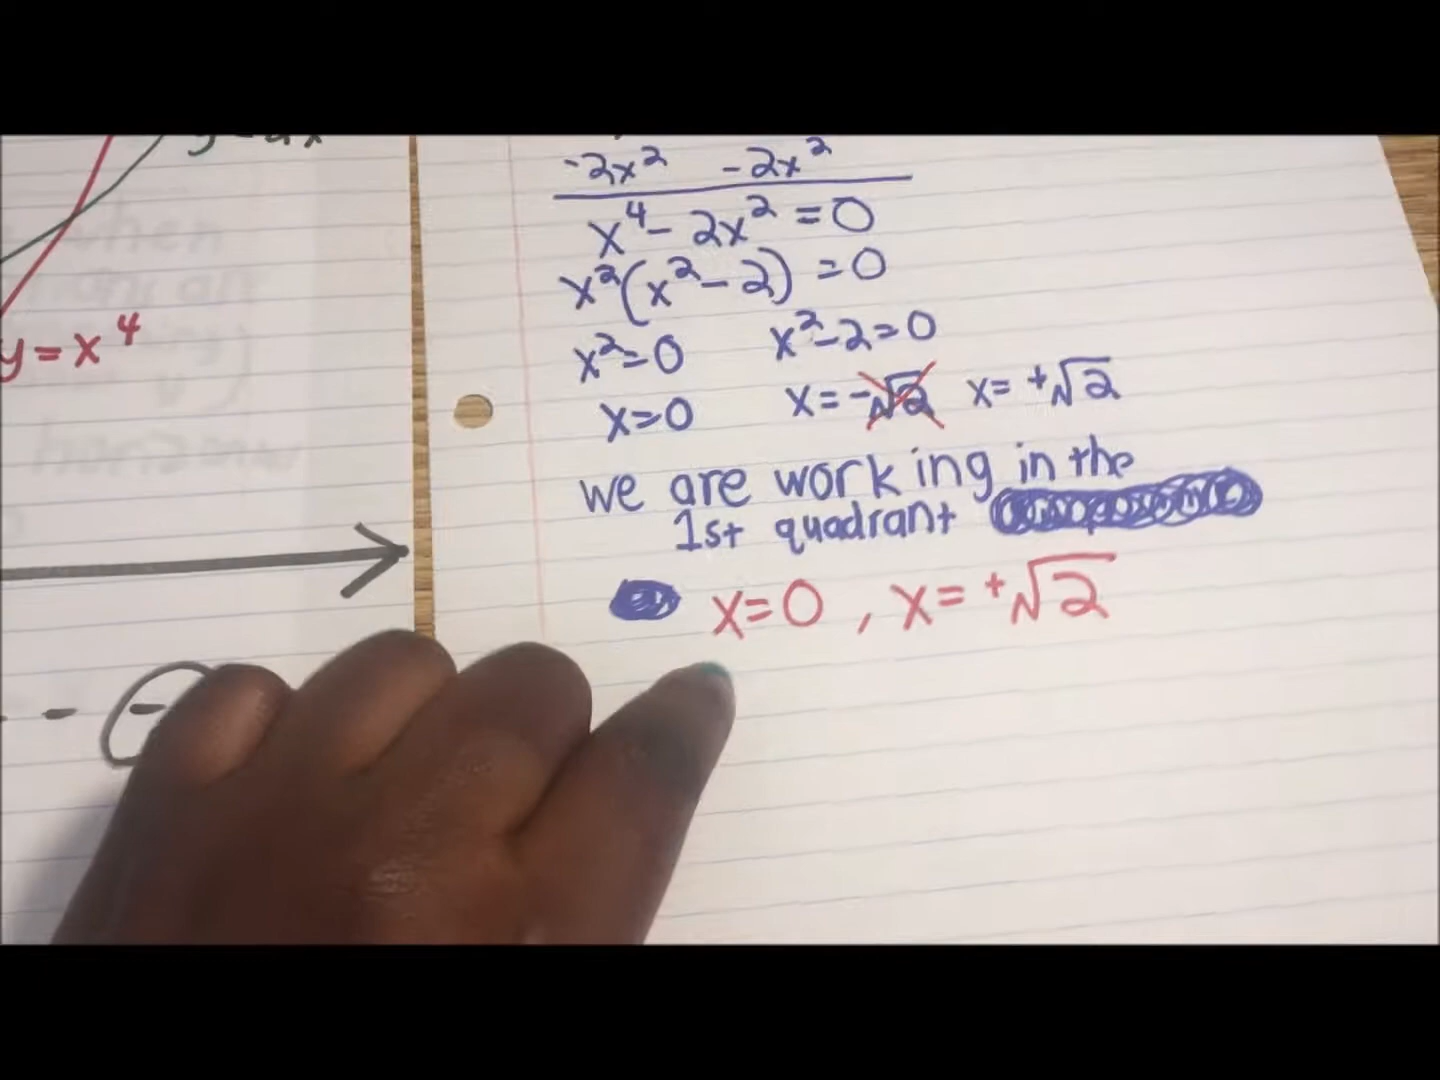 -2x² -2x²
x⁴- 2x² =0
x²(x²-2) =0
x²=0 x²-2=0
x=0 x=-√2 x= +√2
we are working in the
1st quadrant
x=0 , x= +√2
y=x⁴